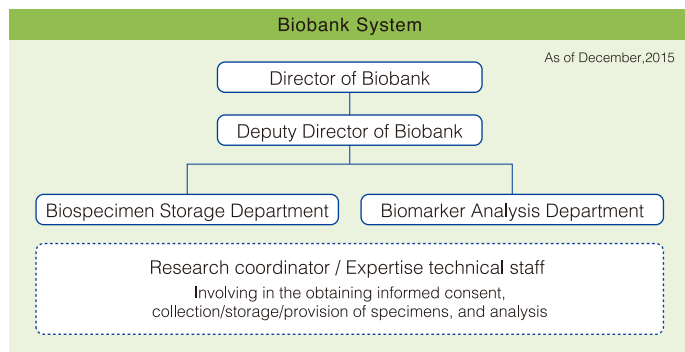 Biobank System
As of December,2015
Director of Biobank
Deputy Director of Biobank
Biospecimen Storage Department
Biomarker Analysis Department
Research coordinator / Expertise technical staff
Involving in the obtaining informed consent,
collection/storage/provision of specimens, and analysis